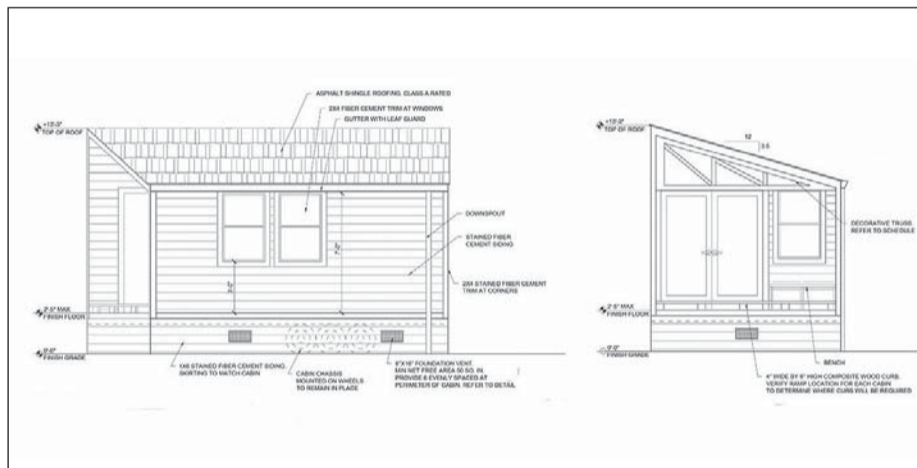 ASPHALT SHINGLE ROOFING, CLASS A RATED
2X4 FIBER CEMENT TRIM AT WINDOWS
GUTTER WITH LEAF GUARD
TOP OF ROOF
DOWNSPOUT
STAINED FIBER
CEMENT SIDING
2X4 STAINED FIBER CEMENT
TRIM AT CORNERS
3'-0"
7'-0"
2'-6" MAX
FINISH FLOOR
0'-0"
FINISH GRADE
1X6 STAINED FIBER CEMENT SIDING
SKIRTING TO MATCH CABIN
CABIN CHASSIS
MOUNTED ON WHEELS
TO REMAIN IN PLACE
8"X16" FOUNDATION VENT
MIN NET FREE AREA 50 SQ. IN.
PROVIDE 6 EVENLY SPACED AT
PERIMETER OF CABIN. REFER TO DETAIL
TOP OF ROOF
12
3.5
DECORATIVE TRUSS,
REFER TO SCHEDULE
2'-6" MAX
FINISH FLOOR
0'-0"
FINISH GRADE
BENCH
4" WIDE BY 6" HIGH COMPOSITE WOOD CURB.
VERIFY RAMP LOCATION FOR EACH CABIN
TO DETERMINE WHERE CURB WILL BE REQUIRED